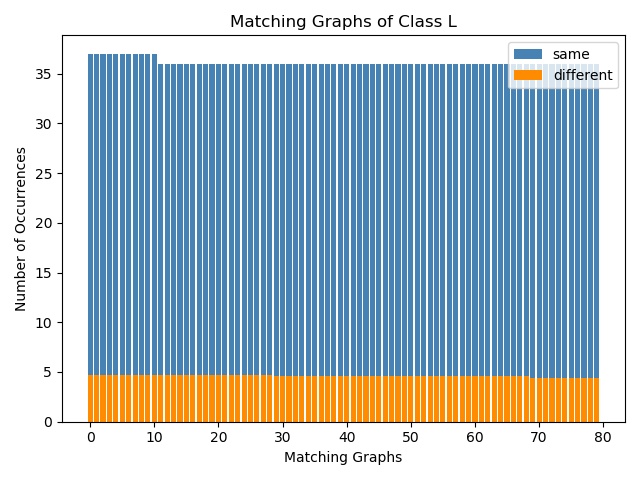 Matching Graphs of Class L
same
different
Number of Occurrences
35
30
25
20
15
10
5
0
0 10 20 30 40 50 60 70 80
Matching Graphs